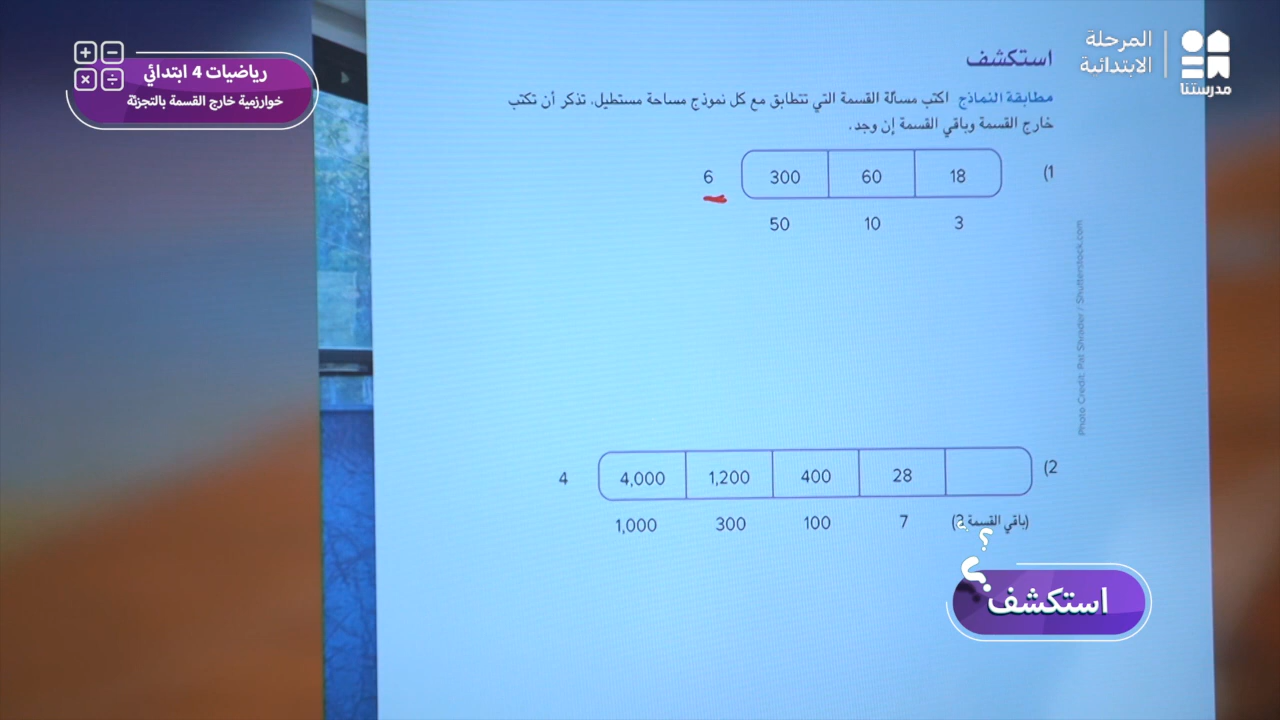 المرحلة
الابتدائية
مدرستنا
رياضيات 4 ابتدائي
خوارزمية خارج القسمة بالتجزئة
استكشف
مطابقة النماذج اكتب مسألة القسمة التي تتطابق مع كل نموذج مساحة مستطيل. تذكر أن تكتب
خارج القسمة وباقي القسمة إن وجد.
(1
6 300 60 18
50 10 3
Photo Credit: Pat Shrader / Shutterstock.com
(2
4 4,000 1,200 400 28
1,000 300 100 7 (باقي القسمة
استكشف